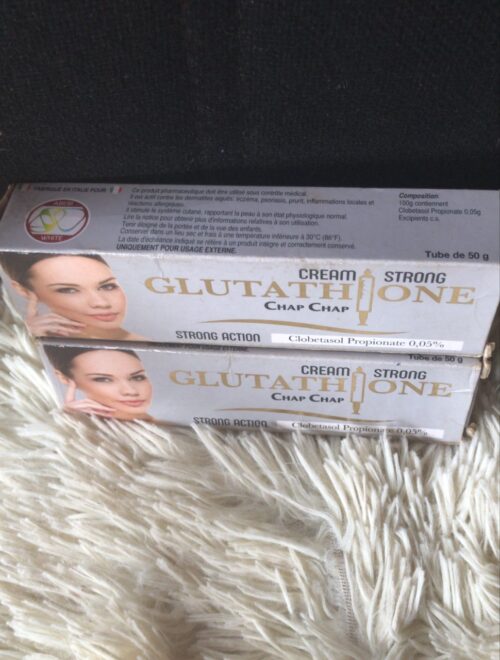 FABRIQUE EN ITALIE POUR
WHITE
Ce produit pharmaceutique doit être utilisé sous contrôle médical.
Il est actif contre les dermatites aiguës: eczéma, psoriasis, prurit, inflammations locales et
réactions allergiques.
Il stimule le système cutané, rapportant la peau à son état physiologique normal.
Lire la notice pour obtenir plus d'informations relatives à son utilisation.
Tenir éloigné de la portée et de la vue des enfants.
Conserver dans un lieu sec et frais à une température inférieure à 30°C (86°F).
La date d'échéance indiqué se réfère à un produit intègre et correctement conservé.
UNIQUEMENT POUR USAGE EXTERNE.
Composition
100g contiennent
Clobetasol Propionate 0,05g
Excipients c.s.
Tube de 50 g
CREAM STRONG
GLUTATHIONE
CHAP CHAP
STRONG ACTION Clobetasol Propionate 0,05%
Tube de 50 g
CREAM STRONG
GLUTATHIONE
CHAP CHAP
STRONG ACTION Clobetasol Propionate 0,05%